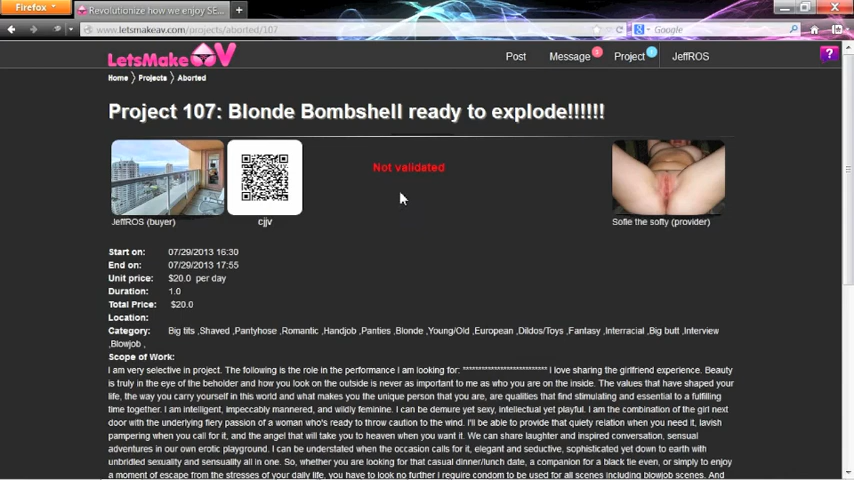 Firefox
Revolutionize how we enjoy SE...
www.letsmakeav.com/projects/aborted/107
Google
LetsMakeAV
Post
Message
Project
JeffROS
?
Home
Projects
Aborted
Project 107: Blonde Bombshell ready to explode!!!!!!
Not validated
JeffROS (buyer)
cjjv
Sofie the softy (provider)
Start on: 07/29/2013 16:30
End on: 07/29/2013 17:55
Unit price: $20.0 per day
Duration: 1.0
Total Price: $20.0
Location:
Category: Big tits ,Shaved ,Pantyhose ,Romantic ,Handjob ,Panties ,Blonde ,Young/Old ,European ,Dildos/Toys ,Fantasy ,Interracial ,Big butt ,Interview
,Blowjob ,
Scope of Work:
I am very selective in project. The following is the role in the performance I am looking for: ************************** I love sharing the girlfriend experience. Beauty
is truly in the eye of the beholder and how you look on the outside is never as important to me as who you are on the inside. The values that have shaped your
life, the way you carry yourself in this world and what makes you the unique person that you are, are qualities that find stimulating and essential to a fulfilling
time together. I am intelligent, impeccably mannered, and wildly feminine. I can be demure yet sexy, intellectual yet playful. I am the combination of the girl next
door with the underlying fiery passion of a woman who's ready to throw caution to the wind. I'll be able to provide that quiety relation when you need it, lavish
pampering when you call for it, and the angel that will take you to heaven when you want it. We can share laughter and inspired conversation, sensual
adventures in our own erotic playground. I can be understated when the occasion calls for it, elegant and seductive, sophisticated yet down to earth with
unbridled sexuality and sensuality all in one. So, whether you are looking for that casual dinner/lunch date, a companion for a black tie even, or simply to enjoy
a moment of escape from the stresses of your daily life, you have to look no further I require condom to be used for all scenes including blowjob scenes. And